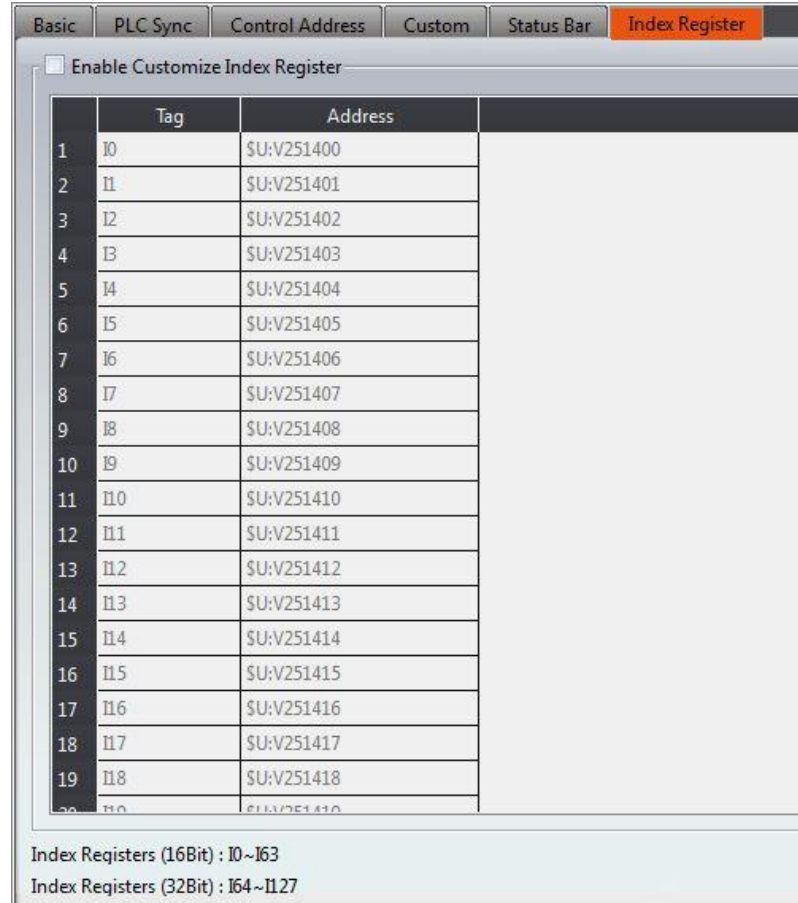 Basic PLC Sync Control Address Custom Status Bar Index Register
Enable Customize Index Register
Tag Address
1 I0 $U:V251400
2 I1 $U:V251401
3 I2 $U:V251402
4 I3 $U:V251403
5 I4 $U:V251404
6 I5 $U:V251405
7 I6 $U:V251406
8 I7 $U:V251407
9 I8 $U:V251408
10 I9 $U:V251409
11 I10 $U:V251410
12 I11 $U:V251411
13 I12 $U:V251412
14 I13 $U:V251413
15 I14 $U:V251414
16 I15 $U:V251415
17 I16 $U:V251416
18 I17 $U:V251417
19 I18 $U:V251418
20 I19 $U:V251419
Index Registers (16Bit) : I0~I63
Index Registers (32Bit) : I64~I127